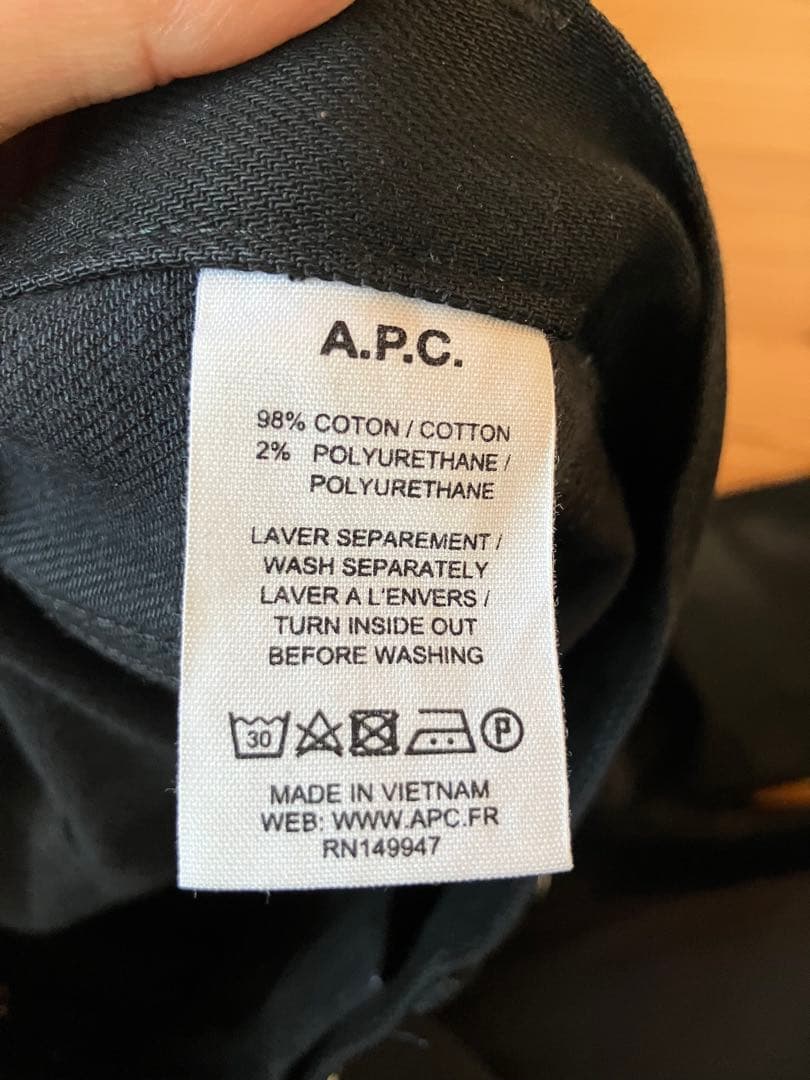 A.P.C.
98% COTON / COTTON
2% POLYURETHANE /
POLYURETHANE
LAVER SEPAREMENT /
WASH SEPARATELY
LAVER A L'ENVERS /
TURN INSIDE OUT
BEFORE WASHING
30 P
MADE IN VIETNAM
WEB: WWW.APC.FR
RN149947